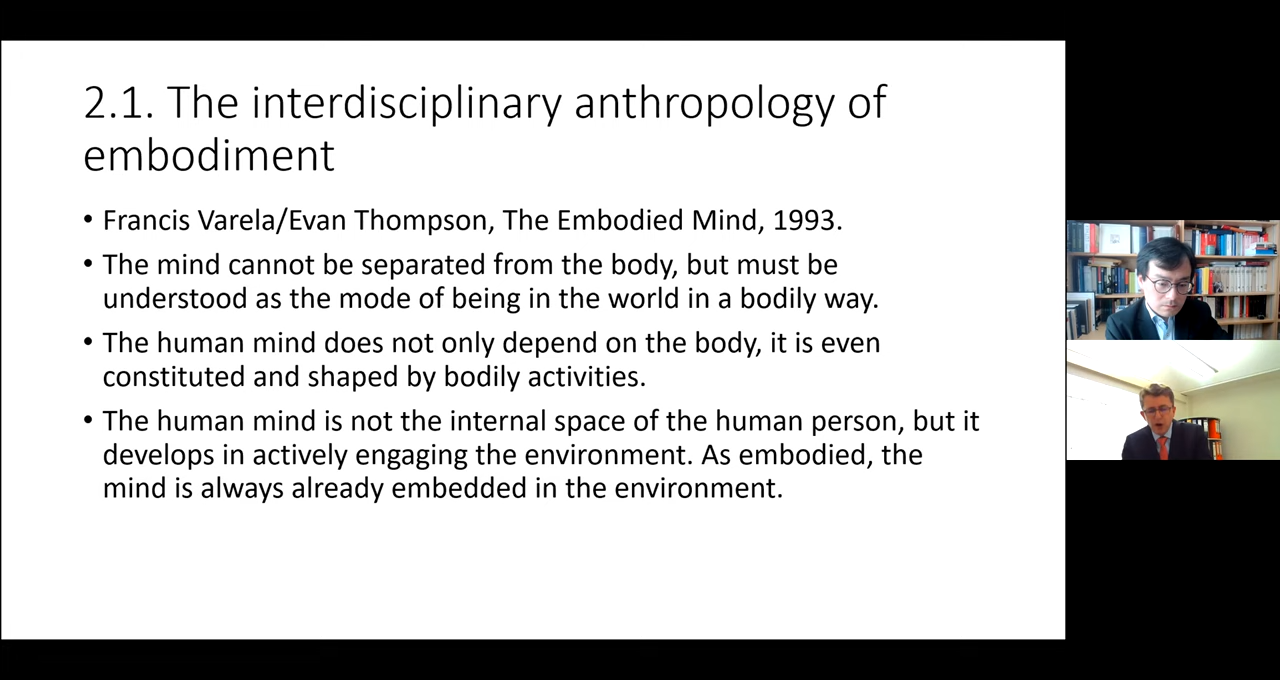 2.1. The interdisciplinary anthropology of
embodiment
• Francis Varela/Evan Thompson, The Embodied Mind, 1993.
• The mind cannot be separated from the body, but must be
understood as the mode of being in the world in a bodily way.
• The human mind does not only depend on the body, it is even
constituted and shaped by bodily activities.
• The human mind is not the internal space of the human person, but it
develops in actively engaging the environment. As embodied, the
mind is always already embedded in the environment.